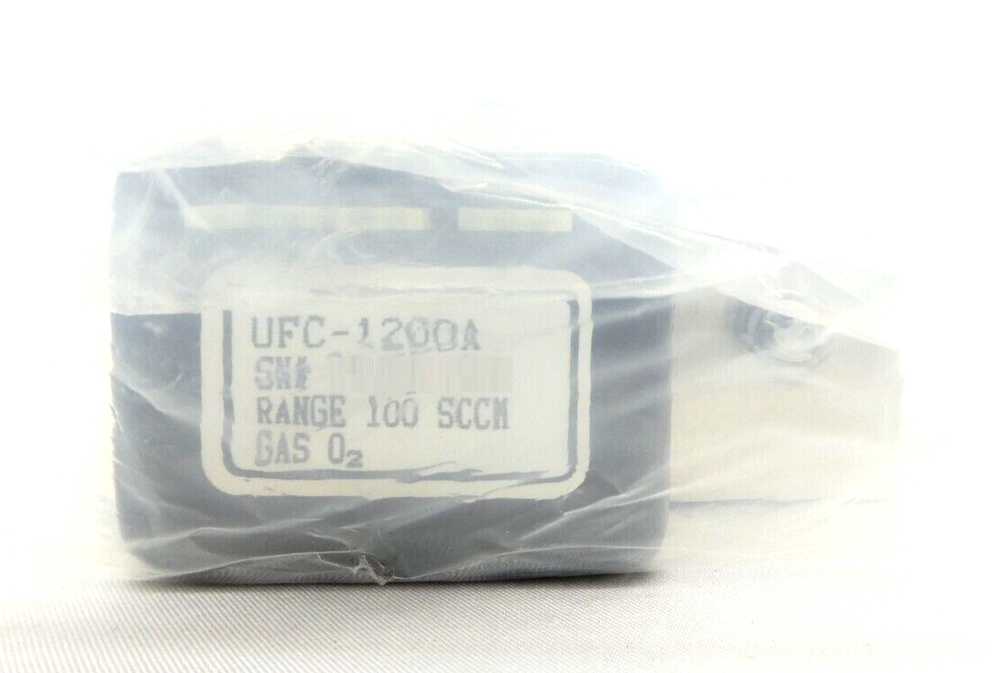 UFC-1200A
SN#
RANGE 100 SCCM
GAS O₂